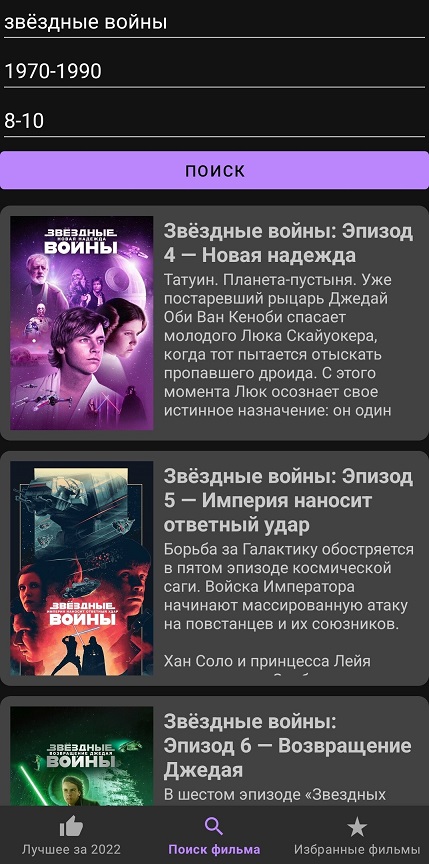 звёздные войны
1970-1990
8-10
ПОИСК
ЗВЁЗДНЫЕ
НОВАЯ НАДЕЖДА
ВОЙНЫ
Звёздные войны: Эпизод
4 — Новая надежда
Татуин. Планета-пустыня. Уже
постаревший рыцарь Джедай
Оби Ван Кеноби спасает
молодого Люка Скайуокера,
когда тот пытается отыскать
пропавшего дроида. С этого
момента Люк осознает свое
истинное назначение: он один
ЗВЁЗДНЫЕ
ИМПЕРИЯ НАНОСИТ ОТВЕТНЫЙ УДАР
ВОЙНЫ
Звёздные войны: Эпизод
5 — Империя наносит
ответный удар
Борьба за Галактику обостряется
в пятом эпизоде космической
саги. Войска Императора
начинают массированную атаку
на повстанцев и их союзников.
Хан Соло и принцесса Лейя
ЗВЁЗДНЫЕ
ВОЗВРАЩЕНИЕ ДЖЕДАЯ
ВОЙНЫ
Звёздные войны:
Эпизод 6 — Возвращение
Джедая
В шестом эпизоде «Звездных
Лучшее за 2022
Поиск фильма
Избранные фильмы